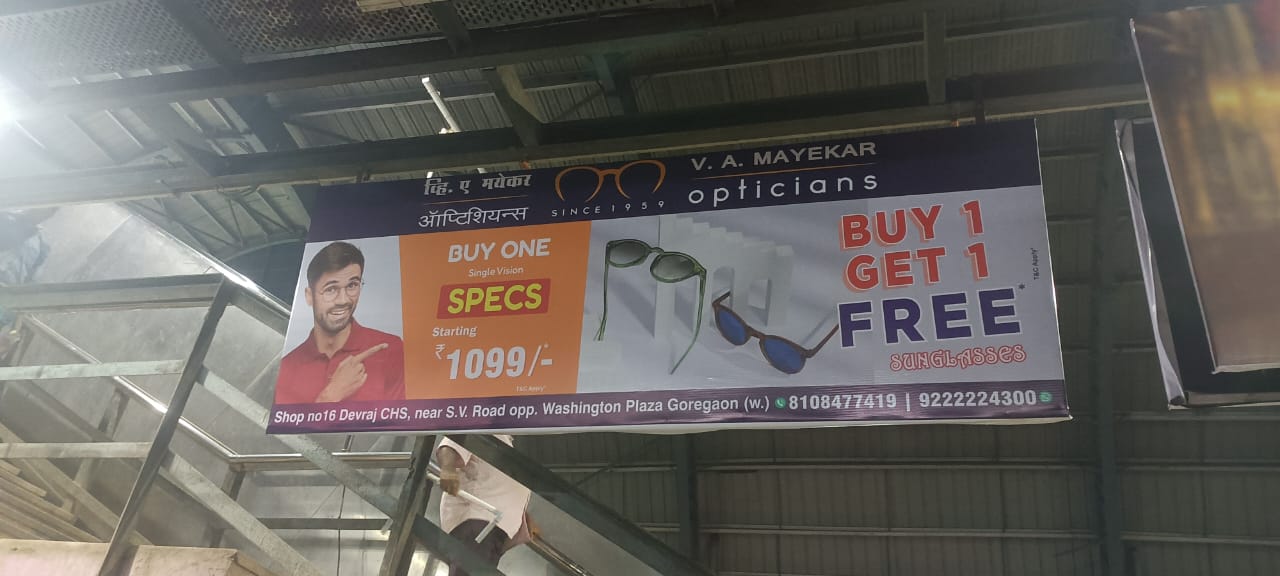 व्हि. ए मयेकर
ऑप्टिशियन्स
SINCE 1959
V. A. MAYEKAR
opticians
BUY ONE
Single Vision
SPECS
Starting
₹1099/-*
T&C Apply*
BUY 1
GET 1
FREE*
SUNGLASSES
T&C Apply*
Shop no16 Devraj CHS, near S.V. Road opp. Washington Plaza Goregaon (w.) 8108477419 | 9222224300